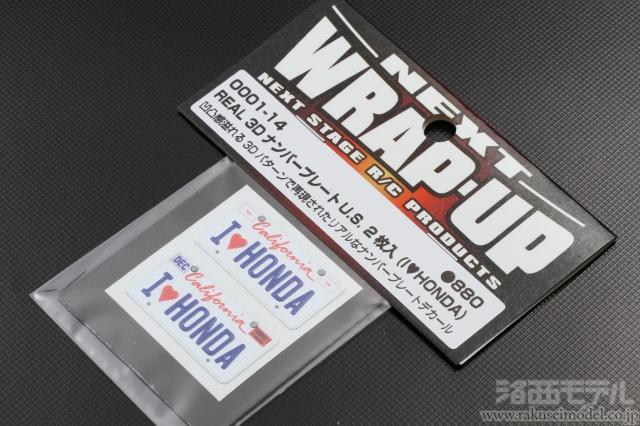 NEXT
WRAP-UP
NEXT STAGE R/C PRODUCTS
0001-14 ●880
REAL 3Dナンバープレート U.S. 2枚入 (I♥HONDA)
凹凸感溢れる3Dパターンで再現されたリアルなナンバープレートデカール
California
I♥HONDA
DEC California
I♥HONDA
洛西モデル
www.rakuseimodel.co.jp